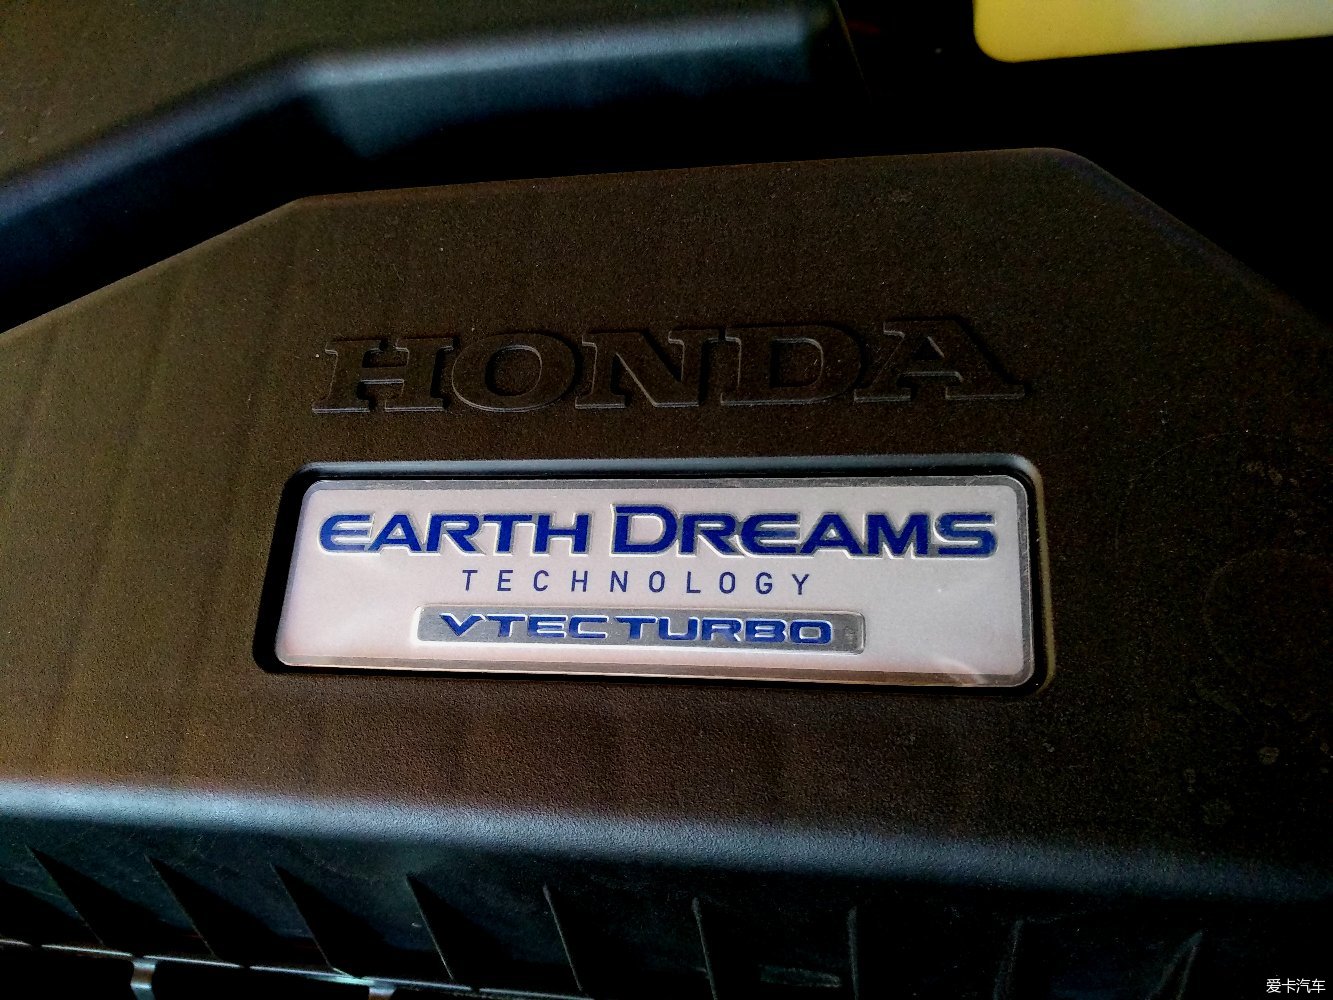 HONDA
EARTH DREAMS
TECHNOLOGY
VTEC TURBO
爱卡汽车